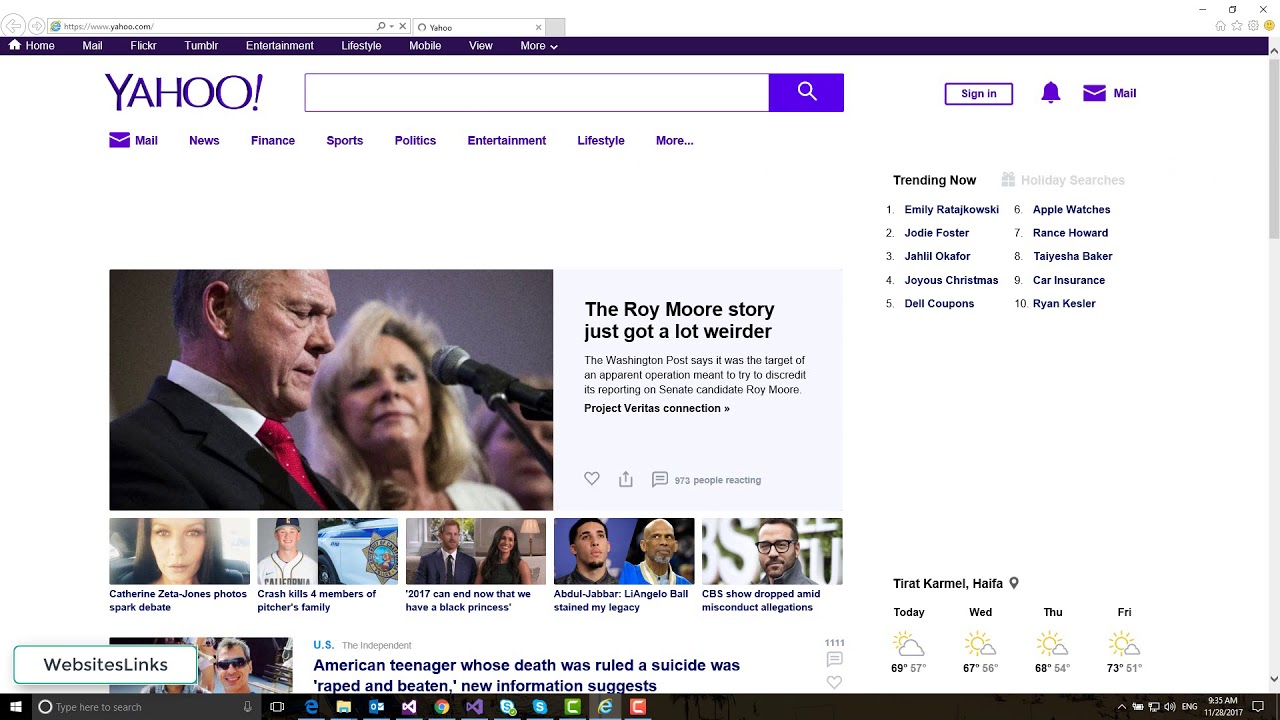 https://www.yahoo.com/
Yahoo
Home Mail Flickr Tumblr Entertainment Lifestyle Mobile View More
YAHOO!
Sign in
Mail
Mail News Finance Sports Politics Entertainment Lifestyle More...
Trending Now
Holiday Searches
1. Emily Ratajkowski
2. Jodie Foster
3. Jahlil Okafor
4. Joyous Christmas
5. Dell Coupons
6. Apple Watches
7. Rance Howard
8. Taiyesha Baker
9. Car Insurance
10. Ryan Kesler
The Roy Moore story
just got a lot weirder
The Washington Post says it was the target of
an apparent operation meant to try to discredit
its reporting on Senate candidate Roy Moore.
Project Veritas connection »
973 people reacting
CALIFORNIA
Catherine Zeta-Jones photos
spark debate
Crash kills 4 members of
pitcher's family
'2017 can end now that we
have a black princess'
Abdul-Jabbar: LiAngelo Ball
stained my legacy
CBS show dropped amid
misconduct allegations
Tirat Karmel, Haifa
Today Wed Thu Fri
69° 57° 67° 56° 68° 54° 73° 51°
U.S. The Independent
1111
American teenager whose death was ruled a suicide was
'raped and beaten,' new information suggests
WebsitesLinks
Type here to search
ENG
9:35 AM
11/28/2017